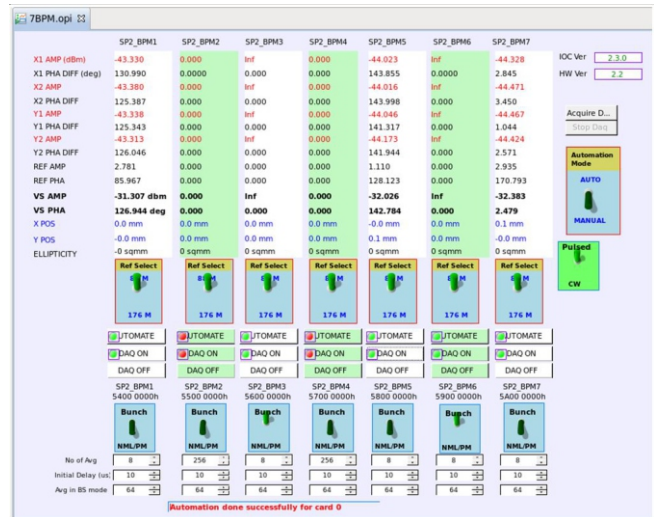 7BPM.opi
SP2_BPM1 SP2_BPM2 SP2_BPM3 SP2_BPM4 SP2_BPM5 SP2_BPM6 SP2_BPM7
X1 AMP (dBm) -43.330 0.000 Inf 0.000 -44.023 Inf -44.328
IOC Ver 2.3.0
X1 PHA DIFF (deg) 130.990 0.0000 0.000 0.000 143.855 0.0000 2.845
HW Ver 2.2
X2 AMP -43.380 0.000 Inf 0.000 -44.016 Inf -44.471
X2 PHA DIFF 125.387 0.000 0.000 0.000 143.998 0.000 3.450
Y1 AMP -43.338 0.000 Inf 0.000 -44.046 Inf -44.467
Acquire D...
Y1 PHA DIFF 125.343 0.000 0.000 0.000 141.317 0.000 1.044
Stop Daq
Y2 AMP -43.313 0.000 Inf 0.000 -44.173 Inf -44.424
Y2 PHA DIFF 126.046 0.000 0.000 0.000 141.944 0.000 2.571
REF AMP 2.781 0.000 0.000 0.000 1.110 0.000 2.935
REF PHA 85.967 0.000 0.000 0.000 128.123 0.000 170.793
VS AMP -31.307 dbm 0.000 Inf 0.000 -32.026 Inf -32.383
VS PHA 126.944 deg 0.000 0.000 0.000 142.784 0.000 2.479
X POS 0.0 mm 0.0 mm 0.0 mm 0.0 mm 0.0 mm 0.0 mm 0.1 mm
Y POS -0.0 mm 0.0 mm 0.0 mm 0.0 mm 0.1 mm 0.0 mm -0.0 mm
ELLIPTICITY -0 sqmm 0 sqmm 0 sqmm 0 sqmm 0 sqmm 0 sqmm 0 sqmm
Automation
Mode
AUTO
MANUAL
Pulsed
CW
Ref Select Ref Select Ref Select Ref Select Ref Select Ref Select Ref Select
176 M 176 M 176 M 176 M 176 M 176 M 176 M
UTOMATE UTOMATE UTOMATE UTOMATE UTOMATE UTOMATE UTOMATE
DAQ ON DAQ ON DAQ ON DAQ ON DAQ ON DAQ ON DAQ ON
DAQ OFF DAQ OFF DAQ OFF DAQ OFF DAQ OFF DAQ OFF DAQ OFF
SP2_BPM1 SP2_BPM2 SP2_BPM3 SP2_BPM4 SP2_BPM5 SP2_BPM6 SP2_BPM7
5400 0000h 5500 0000h 5600 0000h 5700 0000h 5800 0000h 5900 0000h 5A00 0000h
Bunch Bunch Bunch Bunch Bunch Bunch Bunch
NML/PM NML/PM NML/PM NML/PM NML/PM NML/PM NML/PM
No of Avg 8 256 8 256 8 8 8
Initial Delay (us) 10 10 10 10 10 10 10
Avg in BS mode 64 64 64 64 64 64 64
Automation done successfully for card 0